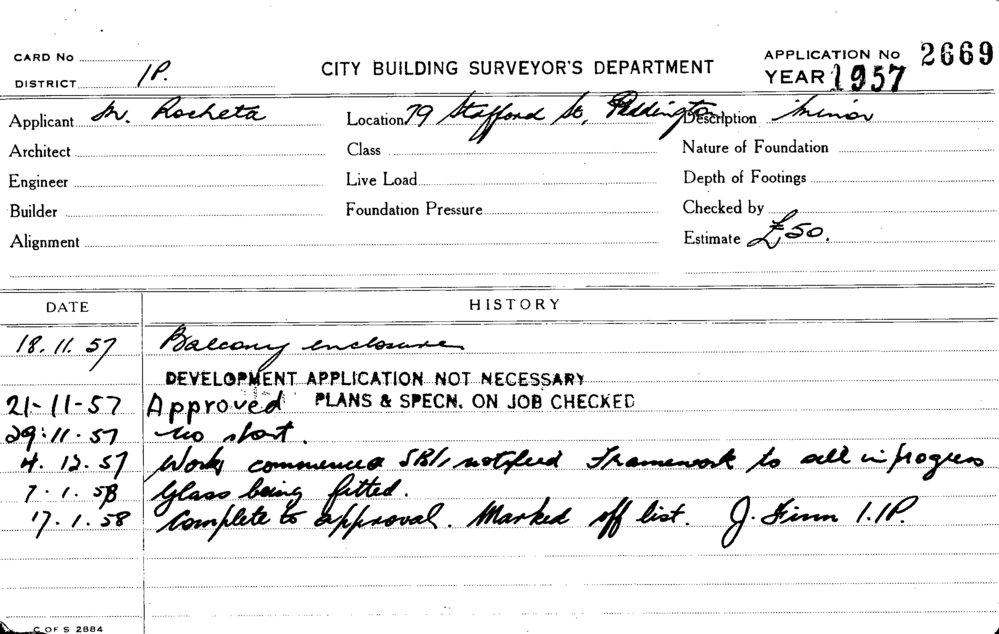 CARD No
DISTRICT 1P.
CITY BUILDING SURVEYOR'S DEPARTMENT
APPLICATION No 2669
YEAR 1957
Applicant M. Rocheta Location 79 Stafford St, Paddington Description Minor
Architect Class Nature of Foundation
Engineer Live Load Depth of Footings
Builder Foundation Pressure Checked by
Alignment Estimate £50.
DATE HISTORY
18.11.57 Balcony enclosure
DEVELOPMENT APPLICATION NOT NECESSARY
21-11-57 Approved PLANS & SPECN. ON JOB CHECKED
29.11.57 no start.
4.12.57 Work commenced notified Framework to all in progress
7.1.58 Glass being fitted.
17.1.58 Complete to approval. Marked off list. J. Finn 1.1P.
C OF S 2884